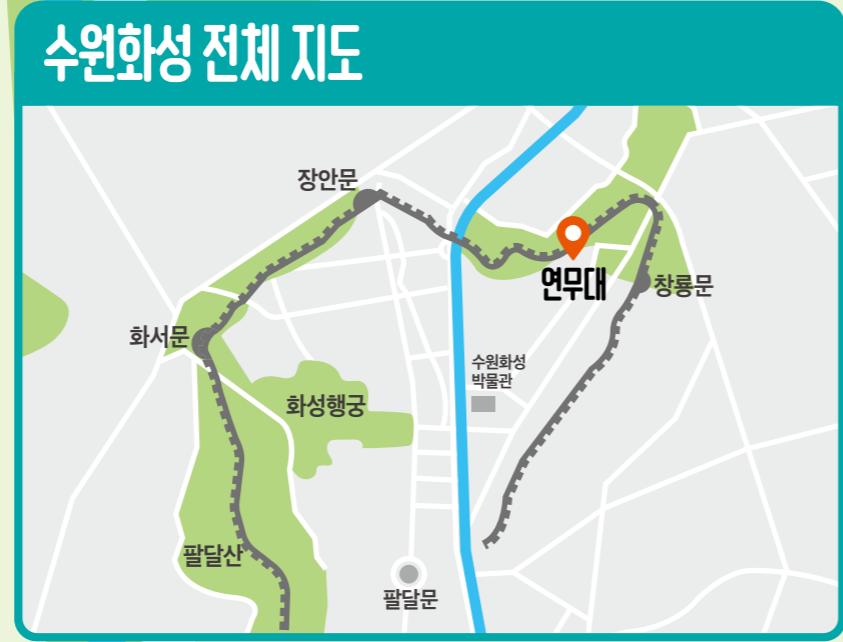 수원화성 전체 지도
장안문
연무대
창룡문
화서문
수원화성
박물관
화성행궁
팔달산
팔달문